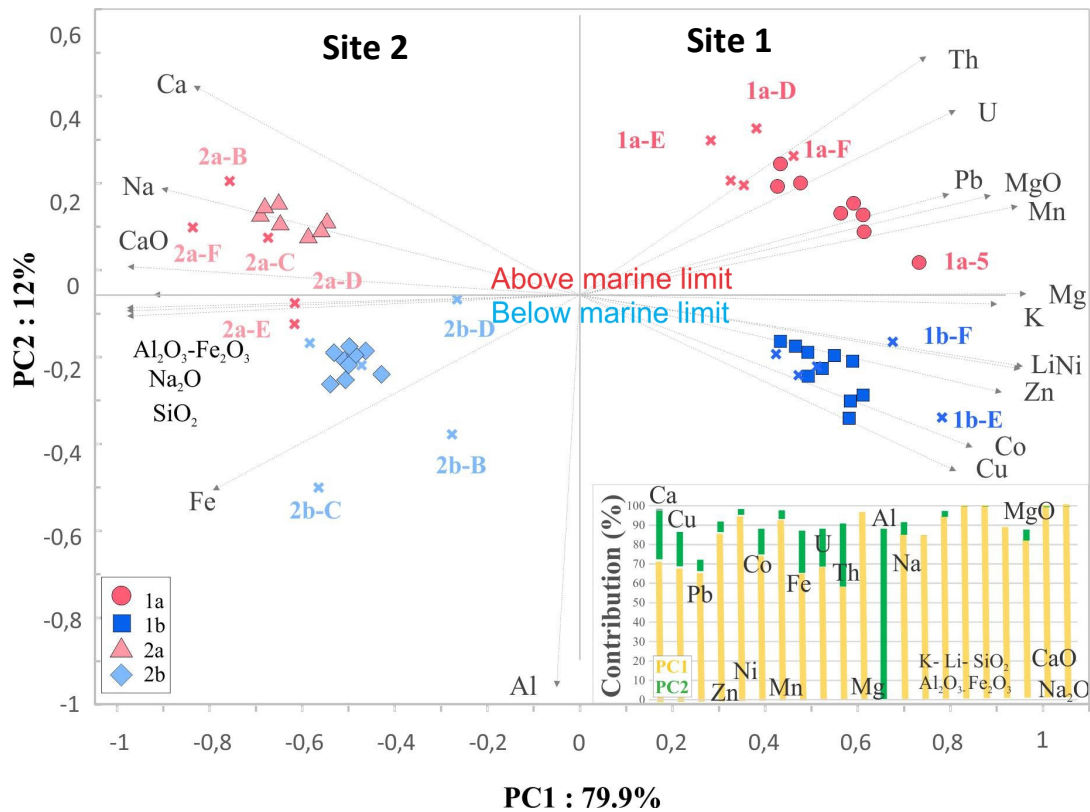 Site 2
Site 1
0,6
0,4
0,2
0
-0,2
-0,4
-0,6
-0,8
-1
PC2 : 12%
Ca
Na
CaO
2a-B
2a-F
2a-C
2a-D
2a-E
Al₂O₃-Fe₂O₃
Na₂O
SiO₂
Fe
2b-D
2b-B
2b-C
Al
Above marine limit
Below marine limit
1a-D
1a-E
1a-F
1a-5
Th
U
Pb
MgO
Mn
Mg
K
LiNi
Zn
Co
Cu
1b-F
1b-E
1a
1b
2a
2b
Contribution (%)
100
90
80
70
60
50
40
30
20
10
0
Ca
Cu
Pb
Zn
Ni
Co
Mn
Fe
U
Th
Mg
Al
Na
K- Li- SiO₂
Al₂O₃. Fe₂O₃
MgO
CaO
Na₂O
PC1
PC2
-1
-0,8
-0,6
-0,4
-0,2
0
0,2
0,4
0,6
0,8
1
PC1 : 79.9%